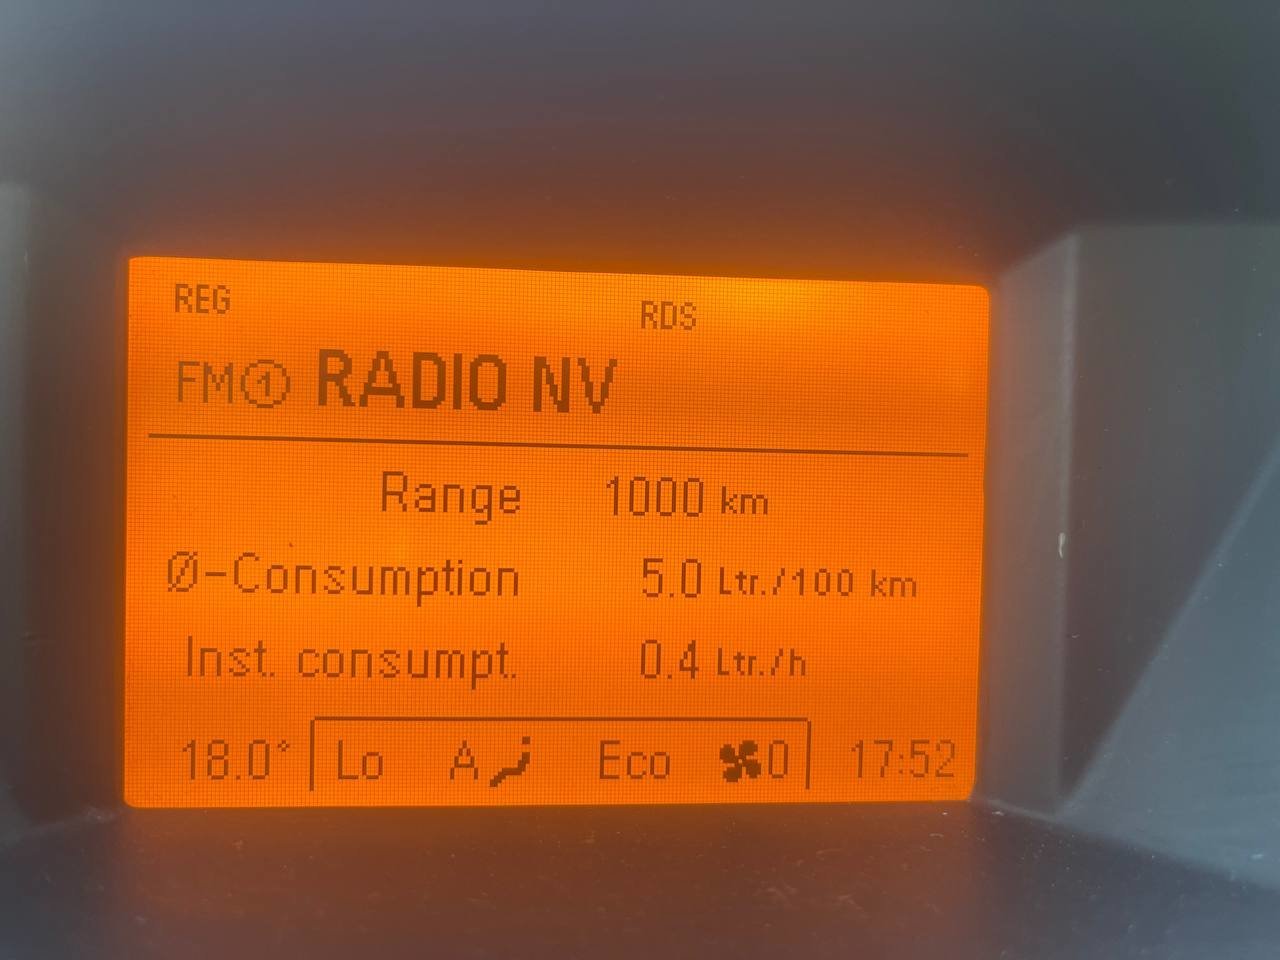 REG RDS
FM① RADIO NV
Range 1000 km
Ø-Consumption 5.0 Ltr./100 km
Inst. consumpt. 0.4 Ltr./h
18.0° Lo A Eco 0 17:52